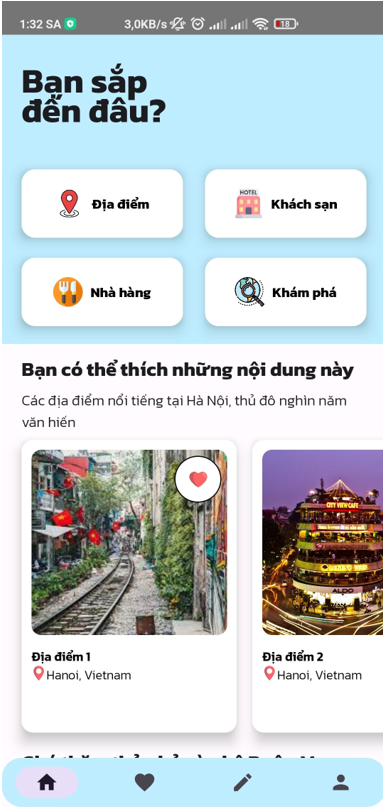 1:32 SA 3,0KB/s 18
Bạn sắp
đến đâu?
Địa điểm
HOTEL
Khách sạn
Nhà hàng
Khám phá
Bạn có thể thích những nội dung này
Các địa điểm nổi tiếng tại Hà Nội, thủ đô nghìn năm
văn hiến
CITY VIEW CAFE
ALDO
Địa điểm 1
Hanoi, Vietnam
Địa điểm 2
Hanoi, Vietnam